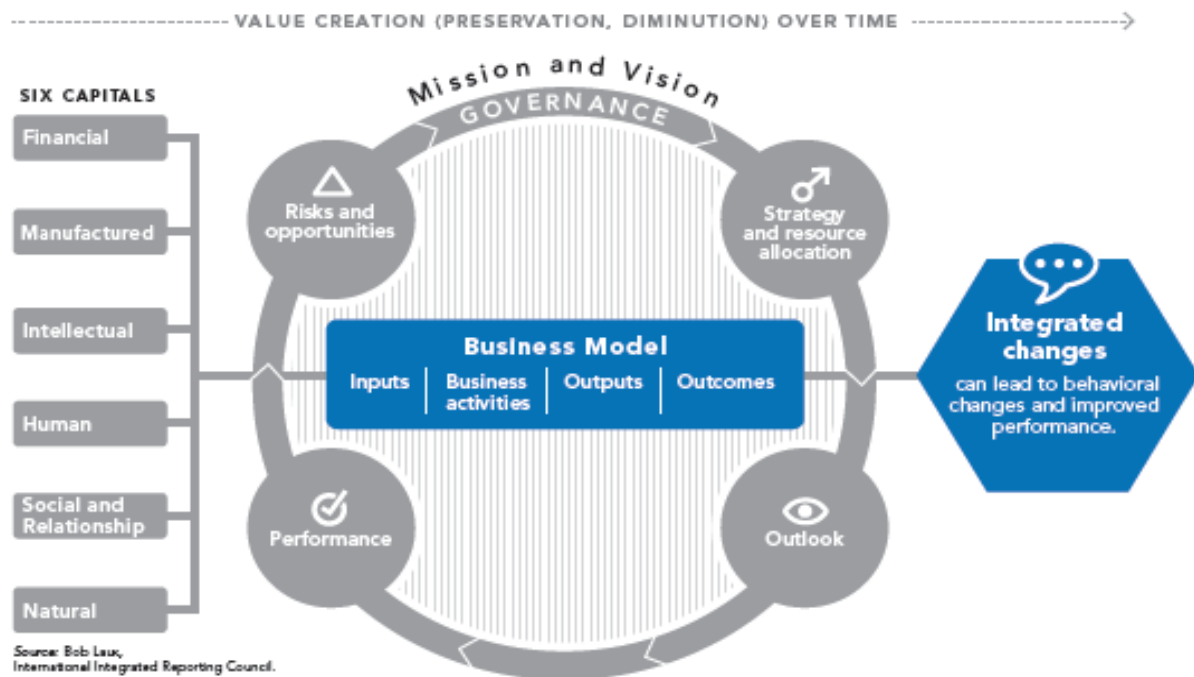 VALUE CREATION (PRESERVATION, DIMINUTION) OVER TIME
SIX CAPITALS
Financial
Manufactured
Intellectual
Human
Social and
Relationship
Natural
Source: Bob Laux,
International Integrated Reporting Council.
Mission and Vision
GOVERNANCE
Risks and
opportunities
Strategy
and resource
allocation
Business Model
Inputs
Business
activities
Outputs
Outcomes
Performance
Outlook
Integrated
changes
can lead to behavioral
changes and improved
performance.